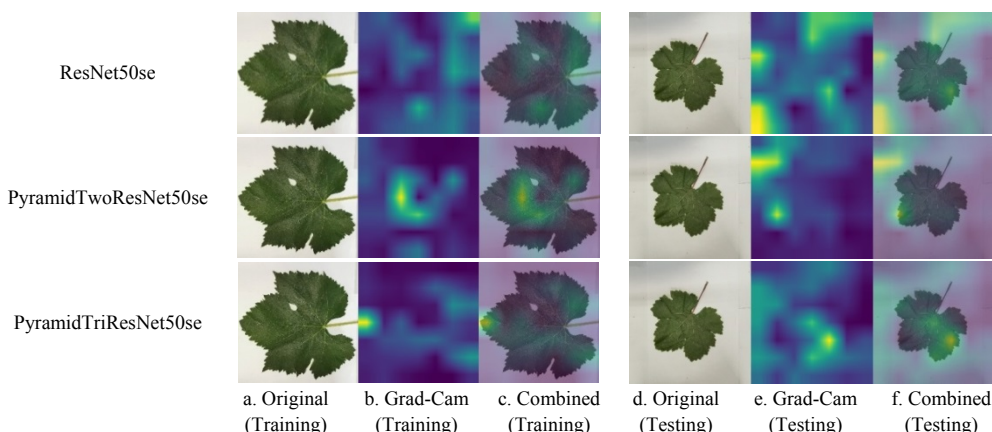 ResNet50se
PyramidTwoResNet50se
PyramidTriResNet50se
a. Original b. Grad-Cam c. Combined d. Original e. Grad-Cam f. Combined
(Training) (Training) (Training) (Testing) (Testing) (Testing)